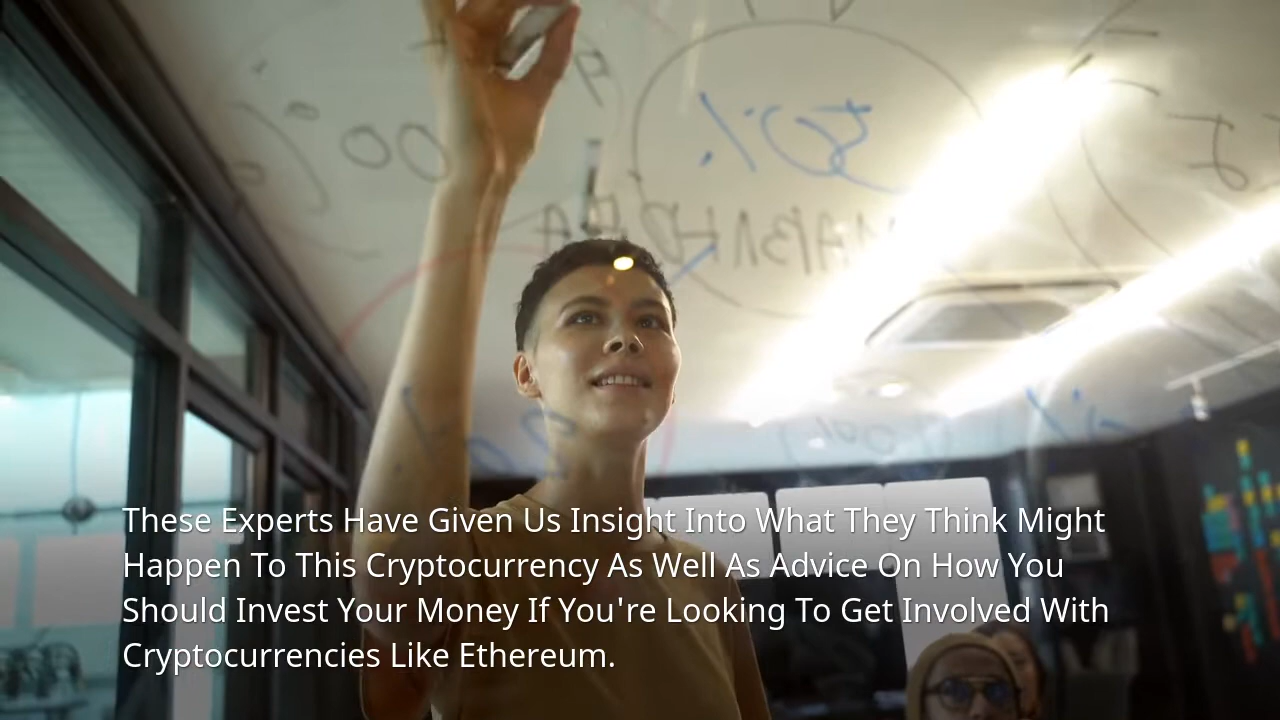 50%
These Experts Have Given Us Insight Into What They Think Might
Happen To This Cryptocurrency As Well As Advice On How You
Should Invest Your Money If You're Looking To Get Involved With
Cryptocurrencies Like Ethereum.